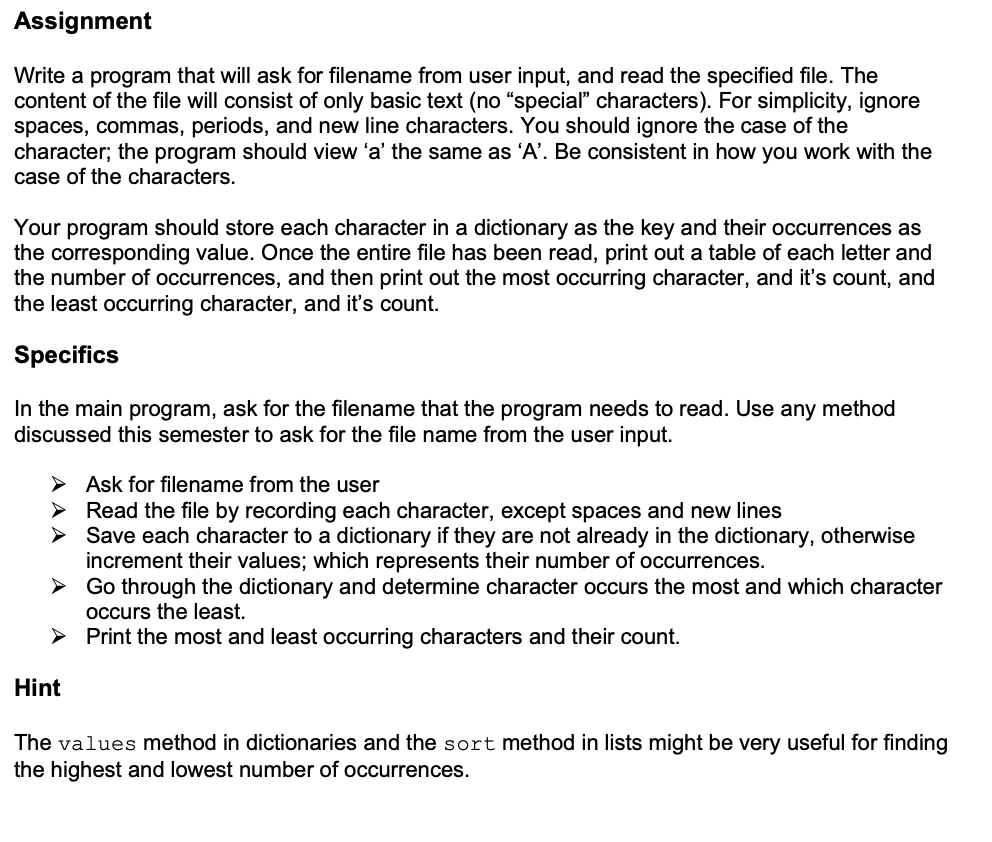 Assignment
Write a program that will ask for filename from user input, and read the specified file. The
content of the file will consist of only basic text (no “special” characters). For simplicity, ignore
spaces, commas, periods, and new line characters. You should ignore the case of the
character; the program should view ‘a’ the same as ‘A’. Be consistent in how you work with the
case of the characters.
Your program should store each character in a dictionary as the key and their occurrences as
the corresponding value. Once the entire file has been read, print out a table of each letter and
the number of occurrences, and then print out the most occurring character, and it’s count, and
the least occurring character, and it’s count.
Specifics
In the main program, ask for the filename that the program needs to read. Use any method
discussed this semester to ask for the file name from the user input.
➢ Ask for filename from the user
➢ Read the file by recording each character, except spaces and new lines
➢ Save each character to a dictionary if they are not already in the dictionary, otherwise
increment their values; which represents their number of occurrences.
➢ Go through the dictionary and determine character occurs the most and which character
occurs the least.
➢ Print the most and least occurring characters and their count.
Hint
The values method in dictionaries and the sort method in lists might be very useful for finding
the highest and lowest number of occurrences.